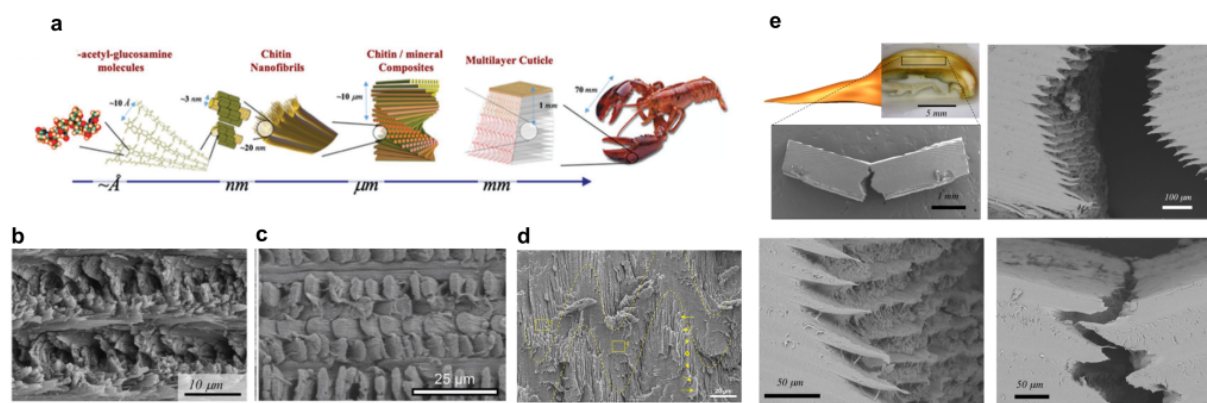 a
-acetyl-glucosamine
molecules
Chitin
Nanofibrils
Chitin / mineral
Composites
Multilayer Cuticle
~10 Å
~3 nm
~20 nm
~10 μm
1 mm
70 mm
~Å
nm
μm
mm
b
10 μm
c
25 μm
d
e
5 mm
1 mm
100 μm
50 μm
50 μm